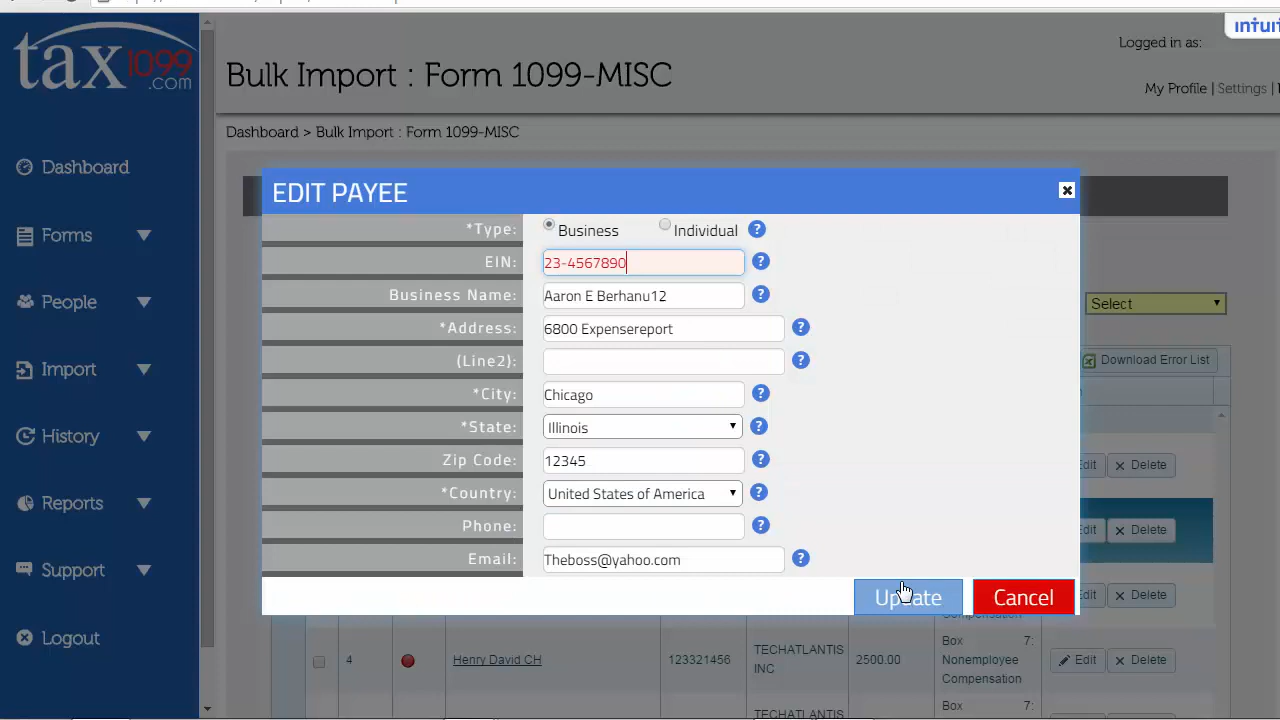 tax1099
.com
intuit
Logged in as:
Bulk Import : Form 1099-MISC
My Profile | Settings |
Dashboard > Bulk Import : Form 1099-MISC
Dashboard
Forms
People
Import
History
Reports
Support
Logout
EDIT PAYEE
*Type: Business Individual ?
EIN: 23-4567890 ?
Business Name: Aaron E Berhanu12 ?
*Address: 6800 Expensereport ?
(Line2): ?
*City: Chicago ?
*State: Illinois ?
Zip Code: 12345 ?
*Country: United States of America ?
Phone: ?
Email: Theboss@yahoo.com ?
Update Cancel
Select
Download Error List
Delete
Delete
Delete
Compensation
4 Henry David CH 123321456 TECHATLANTIS INC 2500.00 Box 7: Nonemployee Compensation Edit Delete
TECHATLANTIS Box 7: